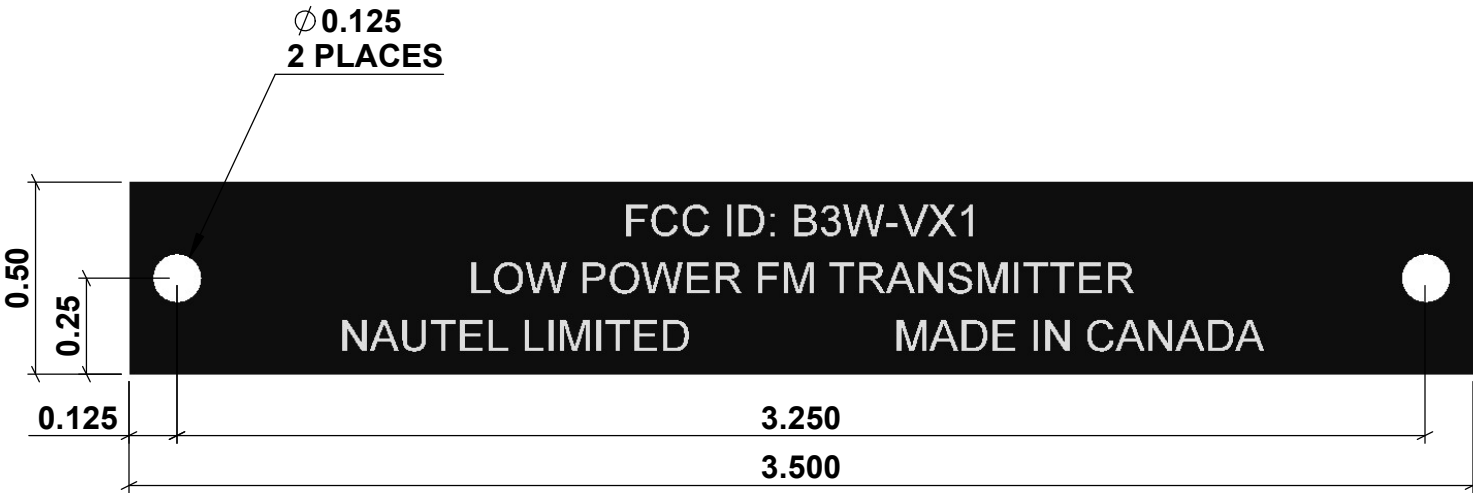 ⌀0.125
2 PLACES
FCC ID: B3W-VX1
LOW POWER FM TRANSMITTER
NAUTEL LIMITED MADE IN CANADA
0.50
0.25
0.125
3.250
3.500